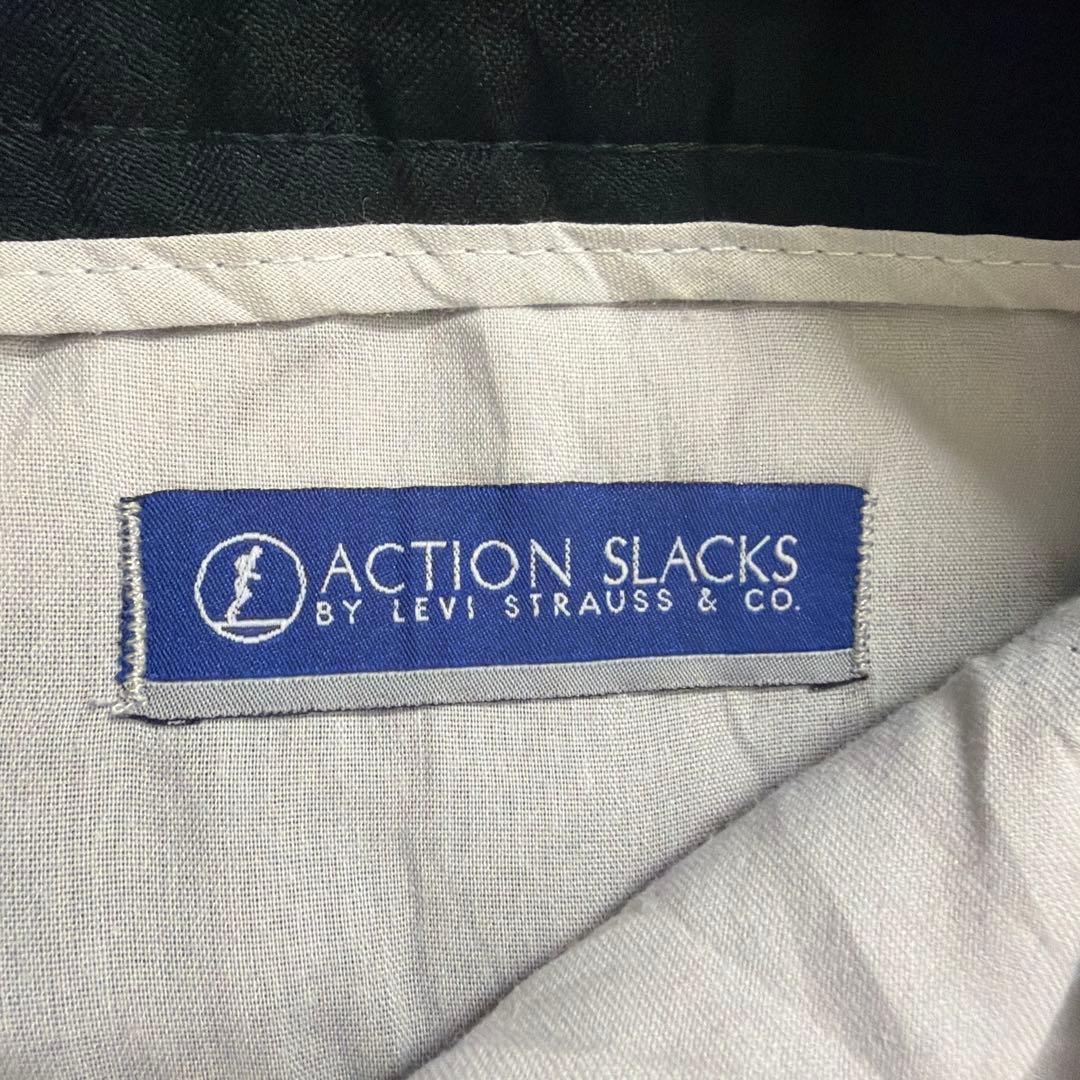 ACTION SLACKS
BY LEVI STRAUSS & CO.